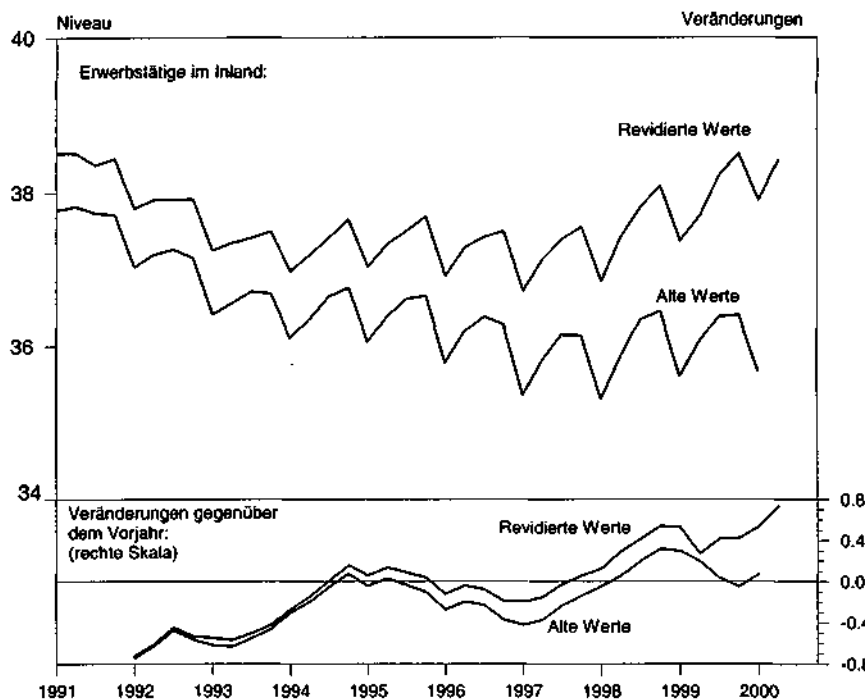 Niveau
Veränderungen
40
Erwerbstätige im Inland:
Revidierte Werte
38
Alte Werte
36
34
0.8
Veränderungen gegenüber
dem Vorjahr:
(rechte Skala)
Revidierte Werte
0.4
0.0
Alte Werte
-0.4
-0.8
1991 1992 1993 1994 1995 1996 1997 1998 1999 2000